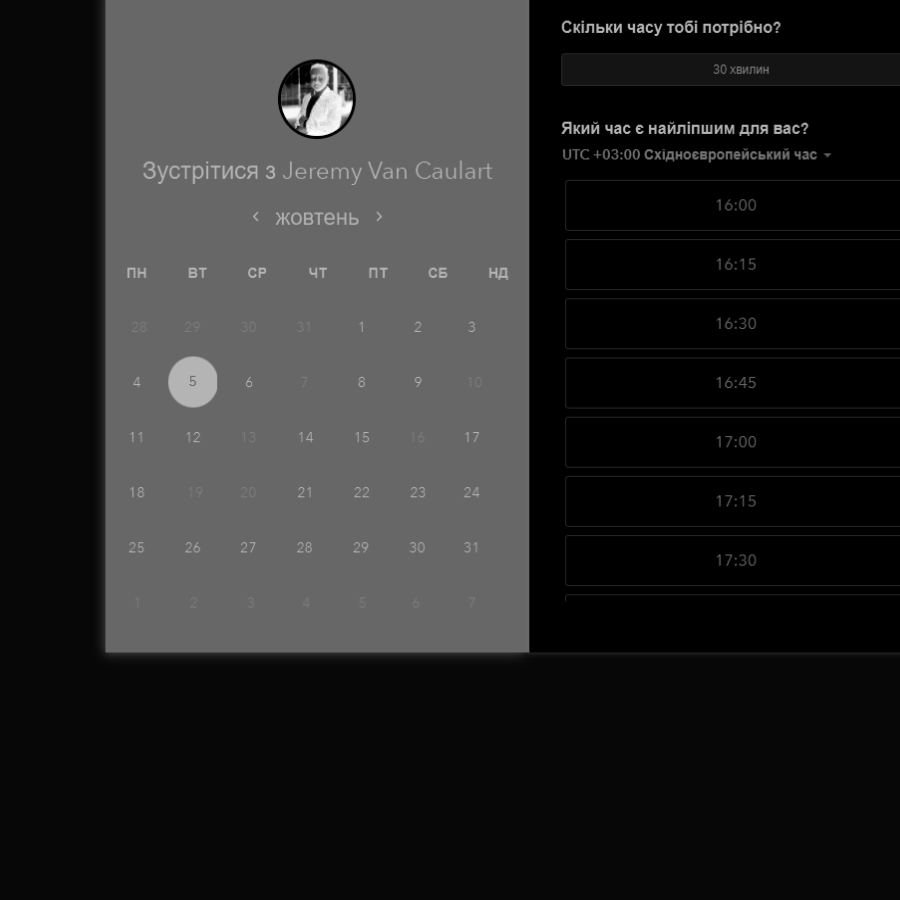 Зустрітися з Jeremy Van Caulart
жовтень
ПН ВТ СР ЧТ ПТ СБ НД
28 29 30 31 1 2 3
4 5 6 7 8 9 10
11 12 13 14 15 16 17
18 19 20 21 22 23 24
25 26 27 28 29 30 31
1 2 3 4 5 6 7
Скільки часу тобі потрібно?
30 хвилин
Який час є найліпшим для вас?
UTC +03:00 Східноєвропейський час
16:00
16:15
16:30
16:45
17:00
17:15
17:30